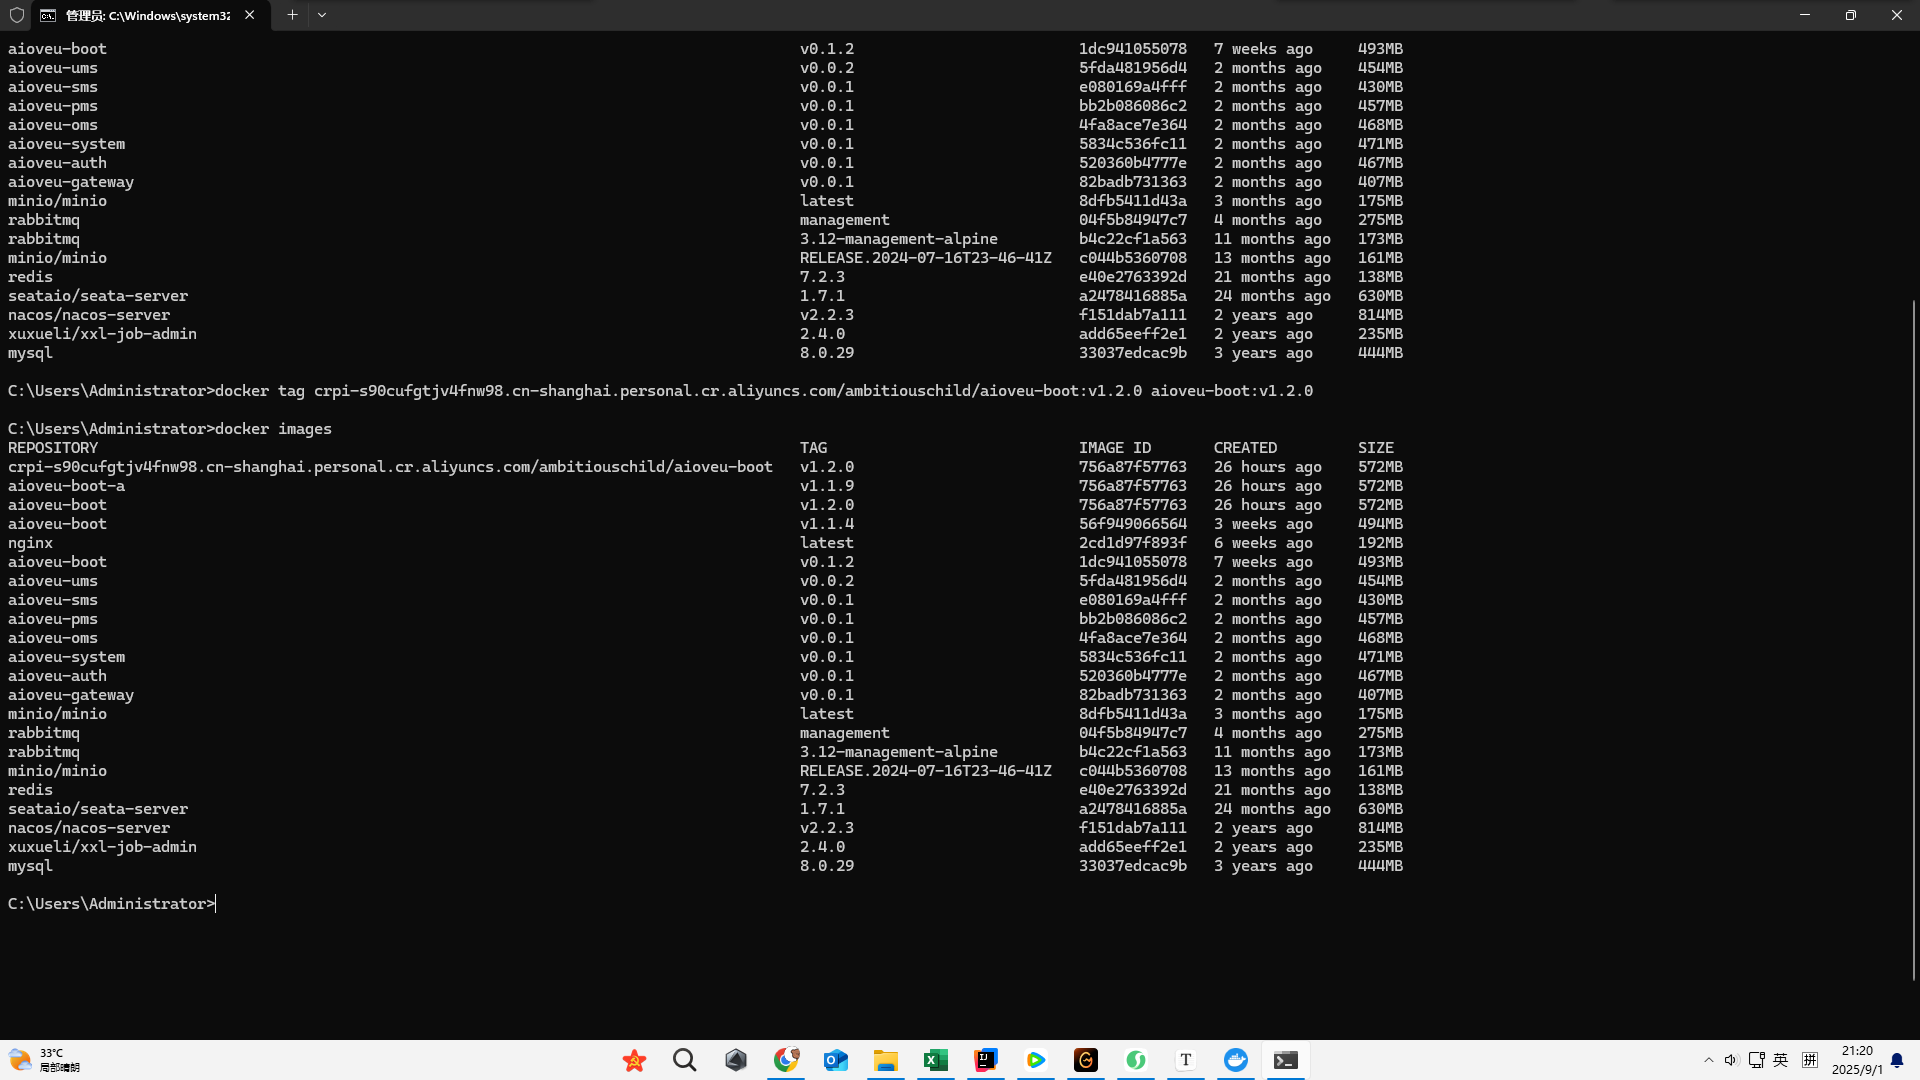 管理员: C:\Windows\system32
aioveu-boot v0.1.2 1dc941055078 7 weeks ago 493MB
aioveu-ums v0.0.2 5fda481956d4 2 months ago 454MB
aioveu-sms v0.0.1 e080169a4fff 2 months ago 430MB
aioveu-pms v0.0.1 bb2b086086c2 2 months ago 457MB
aioveu-oms v0.0.1 4fa8ace7e364 2 months ago 468MB
aioveu-system v0.0.1 5834c536fc11 2 months ago 471MB
aioveu-auth v0.0.1 520360b4777e 2 months ago 467MB
aioveu-gateway v0.0.1 82badb731363 2 months ago 407MB
minio/minio latest 8dfb5411d43a 3 months ago 175MB
rabbitmq management 04f5b84947c7 4 months ago 275MB
rabbitmq 3.12-management-alpine b4c22cf1a563 11 months ago 173MB
minio/minio RELEASE.2024-07-16T23-46-41Z c044b5360708 13 months ago 161MB
redis 7.2.3 e40e2763392d 21 months ago 138MB
seataio/seata-server 1.7.1 a2478416885a 24 months ago 630MB
nacos/nacos-server v2.2.3 f151dab7a111 2 years ago 814MB
xuxueli/xxl-job-admin 2.4.0 add65eeff2e1 2 years ago 235MB
mysql 8.0.29 33037edcac9b 3 years ago 444MB
C:\Users\Administrator>docker tag crpi-s90cufgtjv4fnw98.cn-shanghai.personal.cr.aliyuncs.com/ambitiouschild/aioveu-boot:v1.2.0 aioveu-boot:v1.2.0
C:\Users\Administrator>docker images
REPOSITORY TAG IMAGE ID CREATED SIZE
crpi-s90cufgtjv4fnw98.cn-shanghai.personal.cr.aliyuncs.com/ambitiouschild/aioveu-boot v1.2.0 756a87f57763 26 hours ago 572MB
aioveu-boot-a v1.1.9 756a87f57763 26 hours ago 572MB
aioveu-boot v1.2.0 756a87f57763 26 hours ago 572MB
aioveu-boot v1.1.4 56f949066564 3 weeks ago 494MB
nginx latest 2cd1d97f893f 6 weeks ago 192MB
aioveu-boot v0.1.2 1dc941055078 7 weeks ago 493MB
aioveu-ums v0.0.2 5fda481956d4 2 months ago 454MB
aioveu-sms v0.0.1 e080169a4fff 2 months ago 430MB
aioveu-pms v0.0.1 bb2b086086c2 2 months ago 457MB
aioveu-oms v0.0.1 4fa8ace7e364 2 months ago 468MB
aioveu-system v0.0.1 5834c536fc11 2 months ago 471MB
aioveu-auth v0.0.1 520360b4777e 2 months ago 467MB
aioveu-gateway v0.0.1 82badb731363 2 months ago 407MB
minio/minio latest 8dfb5411d43a 3 months ago 175MB
rabbitmq management 04f5b84947c7 4 months ago 275MB
rabbitmq 3.12-management-alpine b4c22cf1a563 11 months ago 173MB
minio/minio RELEASE.2024-07-16T23-46-41Z c044b5360708 13 months ago 161MB
redis 7.2.3 e40e2763392d 21 months ago 138MB
seataio/seata-server 1.7.1 a2478416885a 24 months ago 630MB
nacos/nacos-server v2.2.3 f151dab7a111 2 years ago 814MB
xuxueli/xxl-job-admin 2.4.0 add65eeff2e1 2 years ago 235MB
mysql 8.0.29 33037edcac9b 3 years ago 444MB
C:\Users\Administrator>
33°C
局部晴朗
英 拼
21:20
2025/9/1